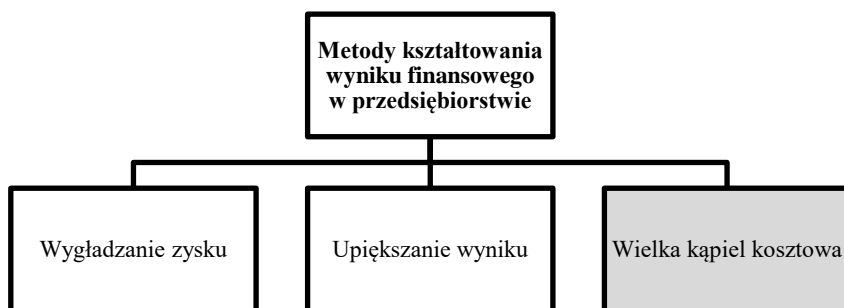 Metody kształtowania
wyniku finansowego
w przedsiębiorstwie
Wygładzanie zysku
Upiększanie wyniku
Wielka kąpiel kosztowa